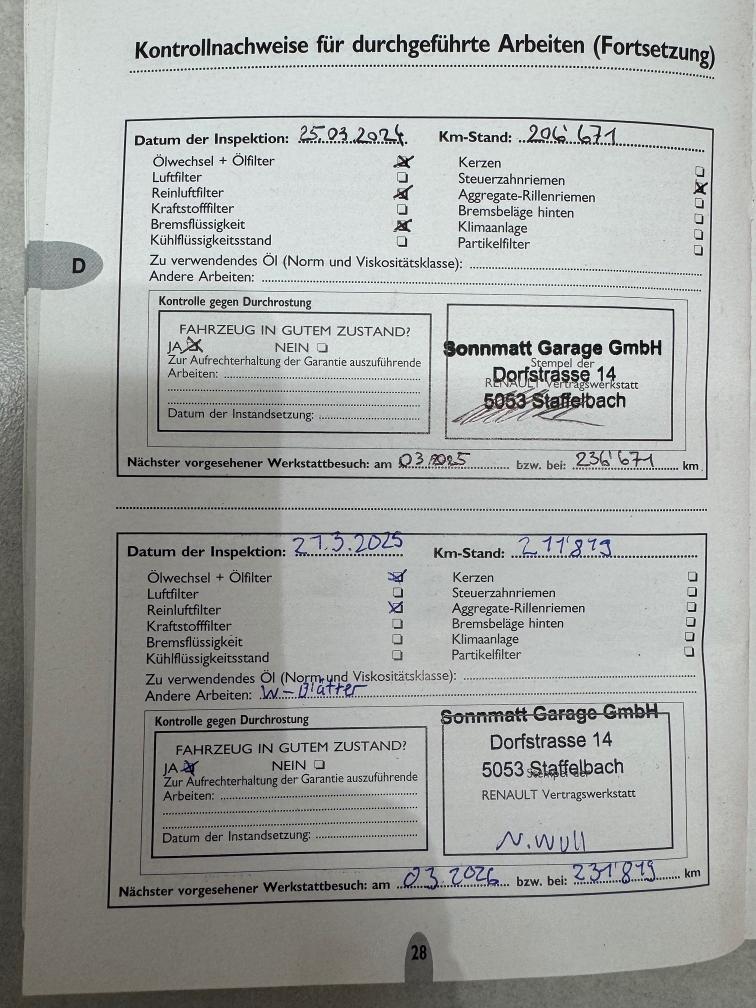 Kontrollnachweise für durchgeführte Arbeiten (Fortsetzung)
Datum der Inspektion: 25.03.2024. Km-Stand: 206'671
Ölwechsel + Ölfilter Kerzen
Luftfilter Steuerzahnriemen
Reinluftfilter Aggregate-Rillenriemen
Kraftstofffilter Bremsbeläge hinten
Bremsflüssigkeit Klimaanlage
Kühlflüssigkeitsstand Partikelfilter
D
Zu verwendendes Öl (Norm und Viskositätsklasse):
Andere Arbeiten:
Kontrolle gegen Durchrostung
FAHRZEUG IN GUTEM ZUSTAND?
JA NEIN
Zur Aufrechterhaltung der Garantie auszuführende
Arbeiten:
Datum der Instandsetzung:
Sonnmatt Garage GmbH
Stempel der
Dorfstrasse 14
RENAULT Vertragswerkstatt
5053 Staffelbach
Nächster vorgesehener Werkstattbesuch: am 03.2025 bzw. bei: 236'671 km
Datum der Inspektion: 21.3.2025 Km-Stand: 211'819
Ölwechsel + Ölfilter Kerzen
Luftfilter Steuerzahnriemen
Reinluftfilter Aggregate-Rillenriemen
Kraftstofffilter Bremsbeläge hinten
Bremsflüssigkeit Klimaanlage
Kühlflüssigkeitsstand Partikelfilter
Zu verwendendes Öl (Norm und Viskositätsklasse):
Andere Arbeiten: W-Blätter
Kontrolle gegen Durchrostung
FAHRZEUG IN GUTEM ZUSTAND?
JA NEIN
Zur Aufrechterhaltung der Garantie auszuführende
Arbeiten:
Datum der Instandsetzung:
Sonnmatt Garage GmbH
Dorfstrasse 14
5053 Staffelbach
Stempel der
RENAULT Vertragswerkstatt
N. Wull
Nächster vorgesehener Werkstattbesuch: am 03.2026 bzw. bei: 231'819 km
28